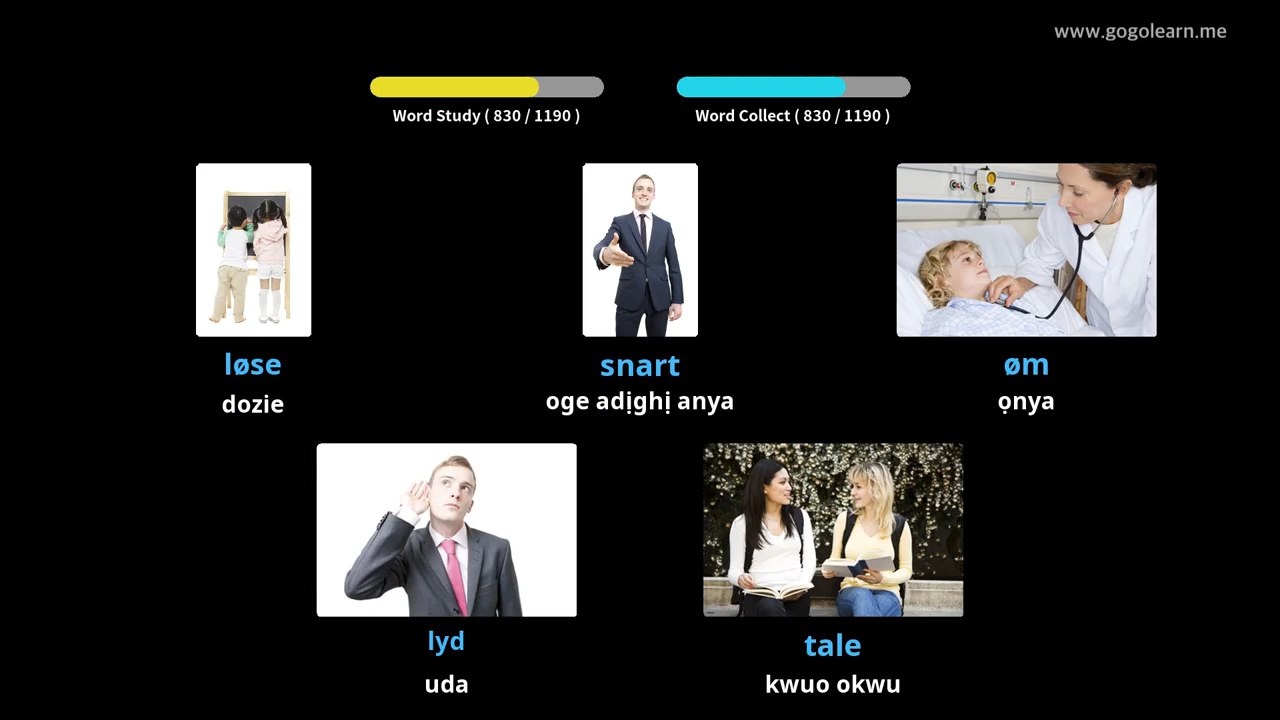 www.gogolearn.me
Word Study ( 830 / 1190 )
Word Collect ( 830 / 1190 )
løse
dozie
snart
oge adịghị anya
øm
ọnya
lyd
uda
tale
kwuo okwu